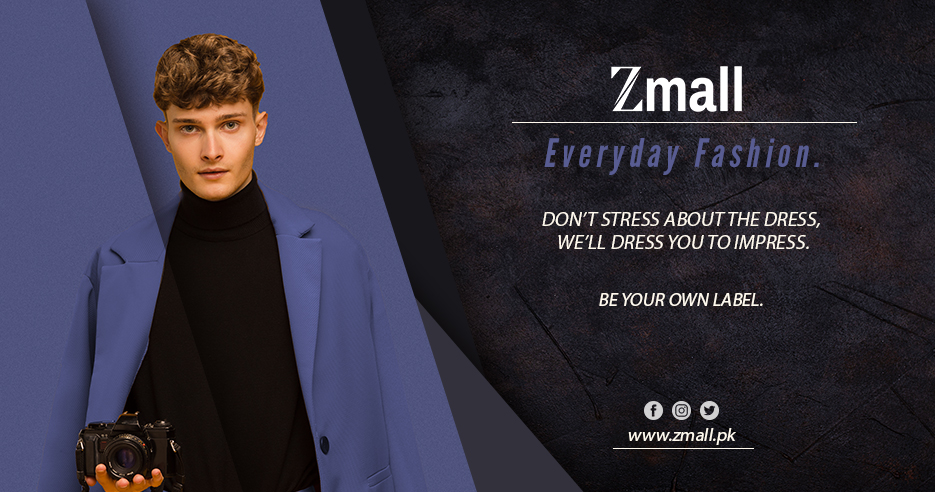 Zmall
Everyday Fashion.
DON'T STRESS ABOUT THE DRESS,
WE'LL DRESS YOU TO IMPRESS.
BE YOUR OWN LABEL.
www.zmall.pk